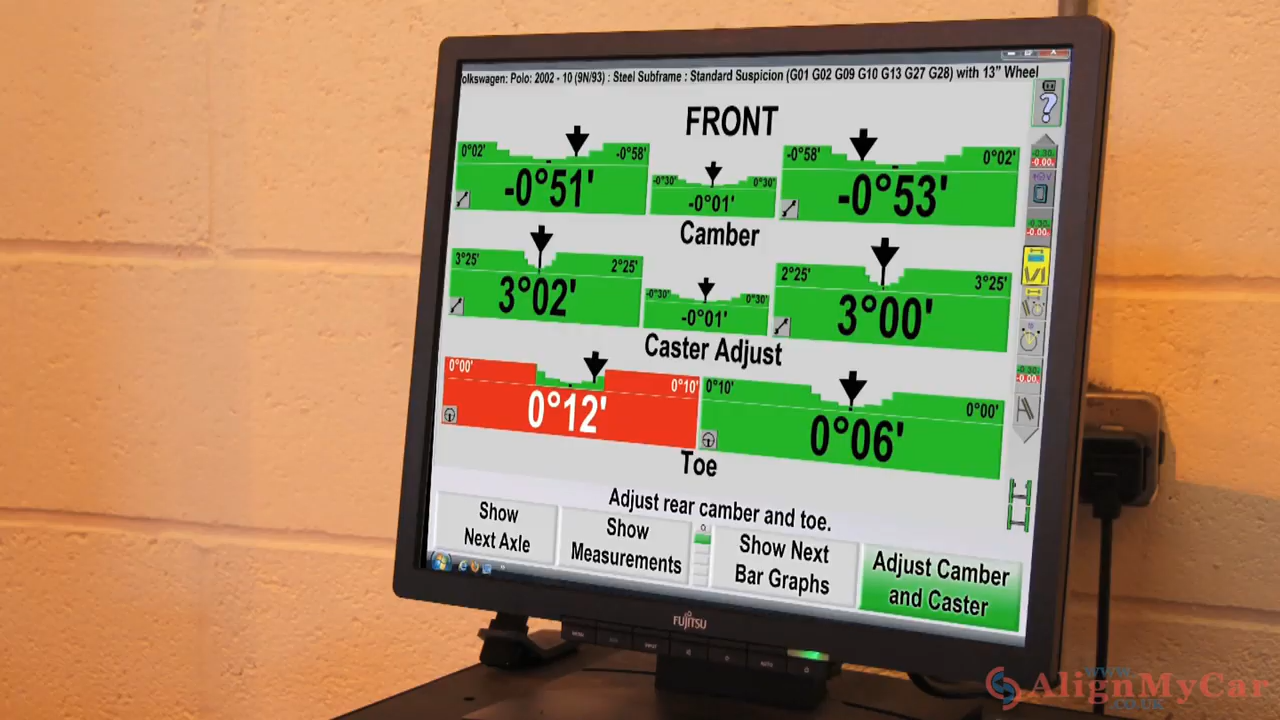 olkswagen: Polo: 2002 - 10 (9N/93) : Steel Subframe : Standard Suspicion (G01 G02 G09 G10 G13 G27 G28) with 13" Wheel
FRONT
0°02' -0°58' -0°58' 0°02'
-0°30' 0°30'
-0°51' -0°01' -0°53'
Camber
3°25' 2°25' 2°25' 3°25'
-0°30' 0°30'
3°02' -0°01' 3°00'
Caster Adjust
0°00' 0°10' 0°10' 0°00'
0°12' 0°06'
Toe
Adjust rear camber and toe.
Show
Next Axle
Show
Measurements
Show Next
Bar Graphs
Adjust Camber
and Caster
FUJITSU
www.
AlignMyCar
.co.uk